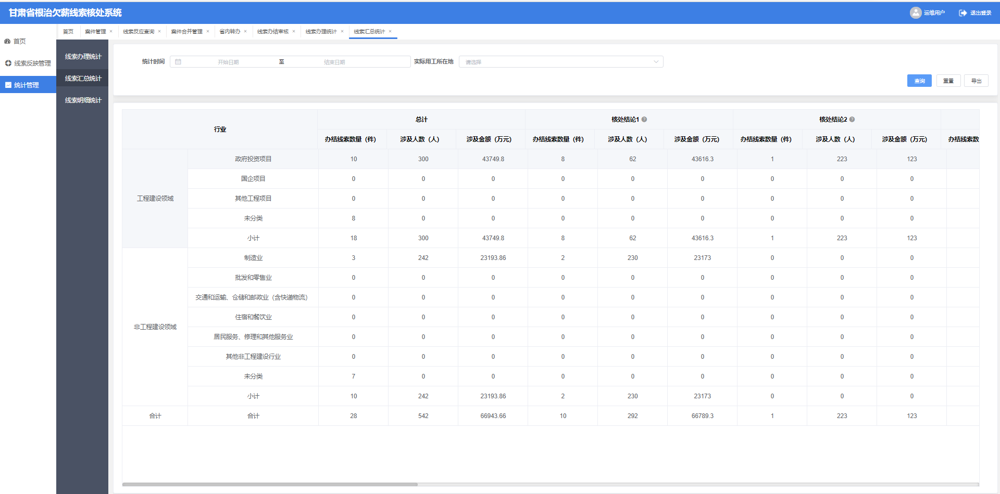 甘肃省根治欠薪线索核处系统
运维用户
退出登录
首页
线索反映管理
统计管理
首页
案件管理 ×
线索反应查询 ×
案件合并管理 ×
省内转办 ×
线索办结审核 ×
线索办理统计 ×
线索汇总统计 ×
线索办理统计
线索汇总统计
线索明细统计
统计时间 开始日期 至 结束日期 实际用工所在地 请选择
查询 重置 导出
行业 总计 核处结论1 核处结论2
办结线索数量（件） 涉及人数（人） 涉及金额（万元） 办结线索数量（件） 涉及人数（人） 涉及金额（万元） 办结线索数量（件） 涉及人数（人） 涉及金额（万元） 办结线索数
工程建设领域
政府投资项目 10 300 43749.8 8 62 43616.3 1 223 123
国企项目 0 0 0 0 0 0 0 0 0
其他工程项目 0 0 0 0 0 0 0 0 0
未分类 8 0 0 0 0 0 0 0 0
小计 18 300 43749.8 8 62 43616.3 1 223 123
非工程建设领域
制造业 3 242 23193.86 2 230 23173 0 0 0
批发和零售业 0 0 0 0 0 0 0 0 0
交通和运输、仓储和邮政业（含快递物流） 0 0 0 0 0 0 0 0 0
住宿和餐饮业 0 0 0 0 0 0 0 0 0
居民服务、修理和其他服务业 0 0 0 0 0 0 0 0 0
其他非工程建设行业 0 0 0 0 0 0 0 0 0
未分类 7 0 0 0 0 0 0 0 0
小计 10 242 23193.86 2 230 23173 0 0 0
合计 合计 28 542 66943.66 10 292 66789.3 1 223 123